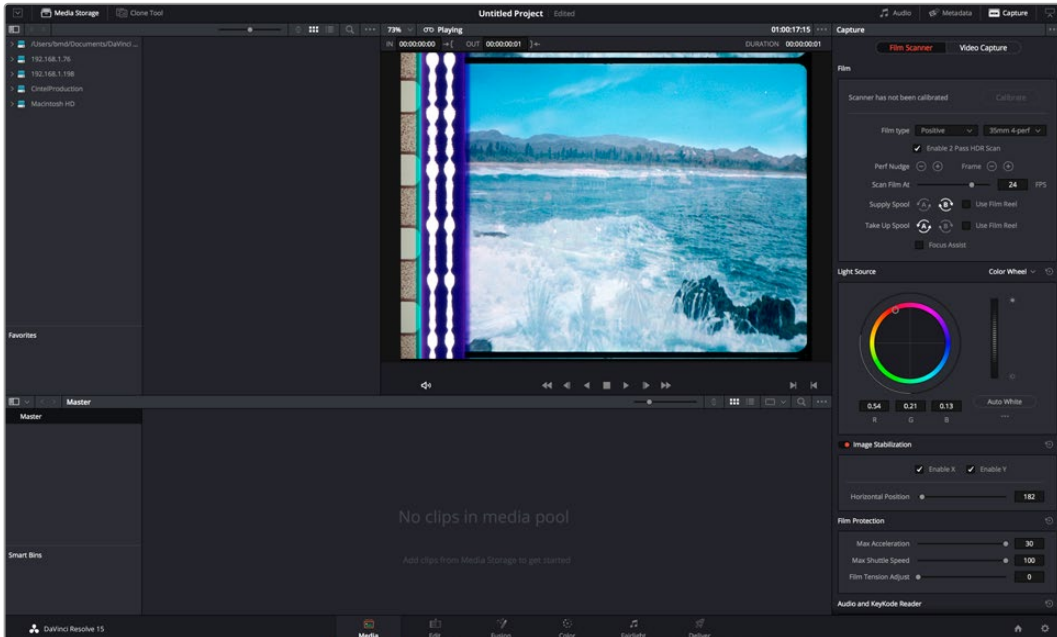 Media Storage Clone Tool Untitled Project Edited Audio Metadata Capture
73% Playing 01:00:17:15 Capture
IN 00:00:00:00 OUT 00:00:00:01 DURATION 00:00:00:01
Film Scanner Video Capture
/Users/bmd/Documents/DaVinci ...
192.168.1.76
192.168.1.198
CintelProduction
Macintosh HD
Favorites
Film
Scanner has not been calibrated Calibrate
Film type Positive 35mm 4-perf
Enable 2 Pass HDR Scan
Perf Nudge Frame
Scan Film At 24 FPS
Supply Spool A B Use Film Reel
Take Up Spool A B Use Film Reel
Focus Assist
Light Source Color Wheel
0.54 0.21 0.13 Auto White
R G B
Master
Master
No clips in media pool
Add clips from Media Storage to get started
Smart Bins
Image Stabilization
Enable X Enable Y
Horizontal Position 182
Film Protection
Max Acceleration 30
Max Shuttle Speed 100
Film Tension Adjust 0
Audio and KeyKode Reader
DaVinci Resolve 15
Media Edit Fusion Color Fairlight Deliver